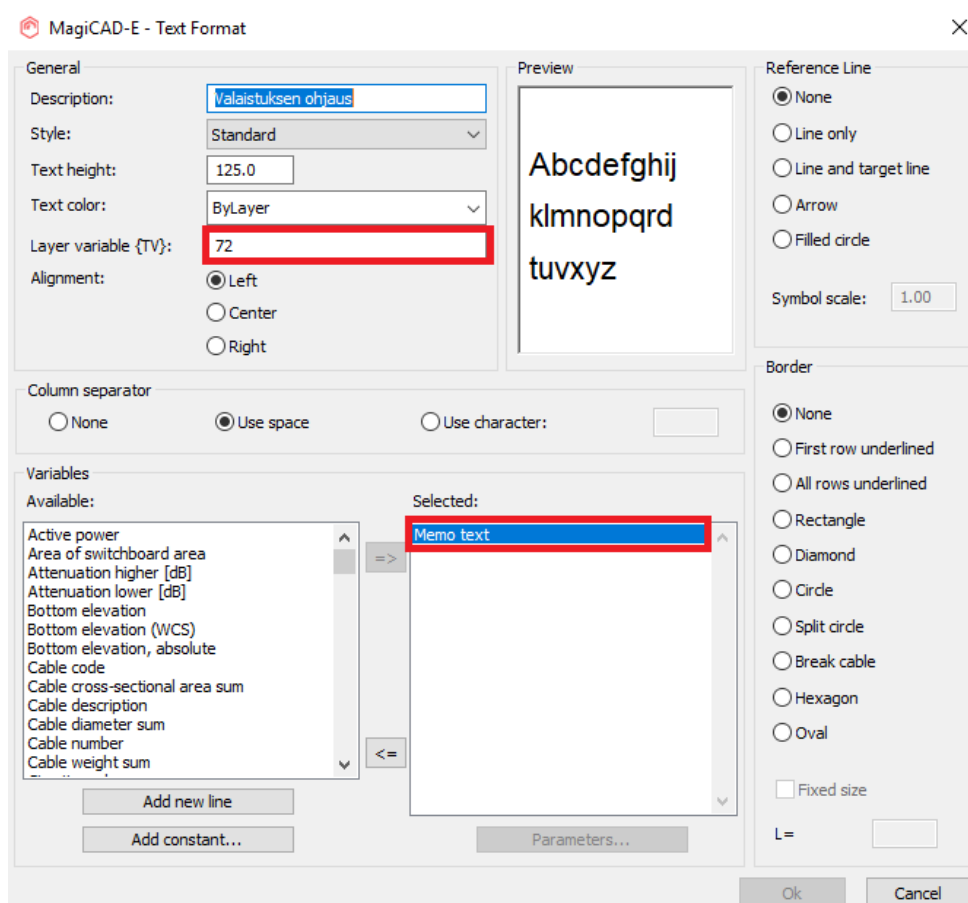 MagiCAD-E - Text Format
General
Description: Valaistuksen ohjaus
Style: Standard
Text height: 125.0
Text color: ByLayer
Layer variable {TV}: 72
Alignment: Left
Center
Right
Preview
Abcdefghij
klmnopqrd
tuvxyz
Reference Line
None
Line only
Line and target line
Arrow
Filled circle
Symbol scale: 1.00
Column separator
None Use space Use character:
Border
None
First row underlined
All rows underlined
Rectangle
Diamond
Circle
Split circle
Break cable
Hexagon
Oval
Fixed size
L=
Variables
Available:
Active power
Area of switchboard area
Attenuation higher [dB]
Attenuation lower [dB]
Bottom elevation
Bottom elevation (WCS)
Bottom elevation, absolute
Cable code
Cable cross-sectional area sum
Cable description
Cable diameter sum
Cable number
Cable weight sum
=>
<=
Selected:
Memo text
Add new line
Add constant...
Parameters...
Ok Cancel